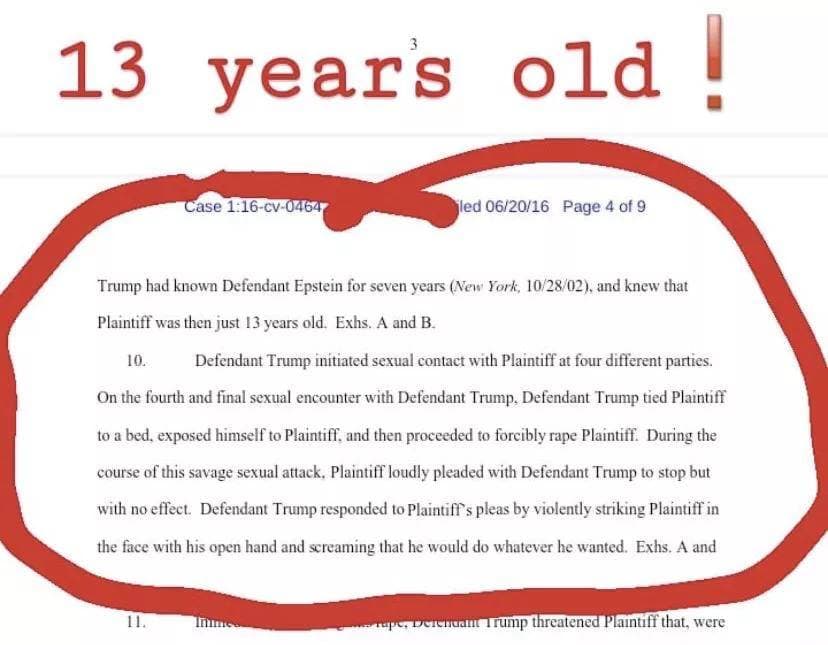 3
13 years old❗
Case 1:16-cv-0464 led 06/20/16 Page 4 of 9
Trump had known Defendant Epstein for seven years (New York, 10/28/02), and knew that
Plaintiff was then just 13 years old. Exhs. A and B.
10. Defendant Trump initiated sexual contact with Plaintiff at four different parties.
On the fourth and final sexual encounter with Defendant Trump, Defendant Trump tied Plaintiff
to a bed, exposed himself to Plaintiff, and then proceeded to forcibly rape Plaintiff. During the
course of this savage sexual attack, Plaintiff loudly pleaded with Defendant Trump to stop but
with no effect. Defendant Trump responded to Plaintiff's pleas by violently striking Plaintiff in
the face with his open hand and screaming that he would do whatever he wanted. Exhs. A and
11. rape, Defendant Trump threatened Plaintiff that, were